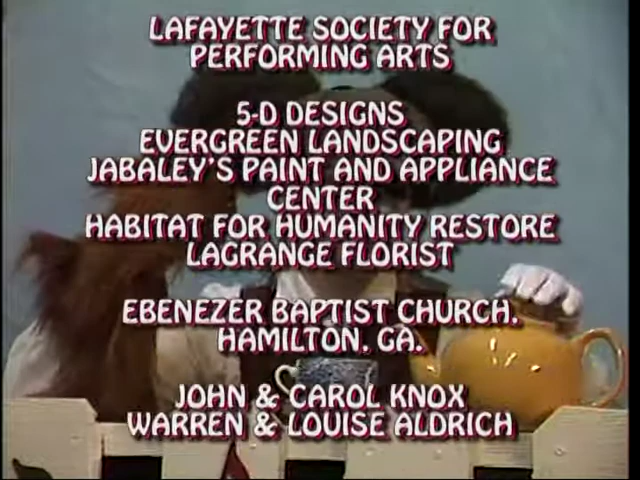 LAFAYETTE SOCIETY FOR
PERFORMING ARTS
5-D DESIGNS
EVERGREEN LANDSCAPING
JABALEY'S PAINT AND APPLIANCE
CENTER
HABITAT FOR HUMANITY RESTORE
LAGRANGE FLORIST
EBENEZER BAPTIST CHURCH,
HAMILTON, GA.
JOHN & CAROL KNOX
WARREN & LOUISE ALDRICH